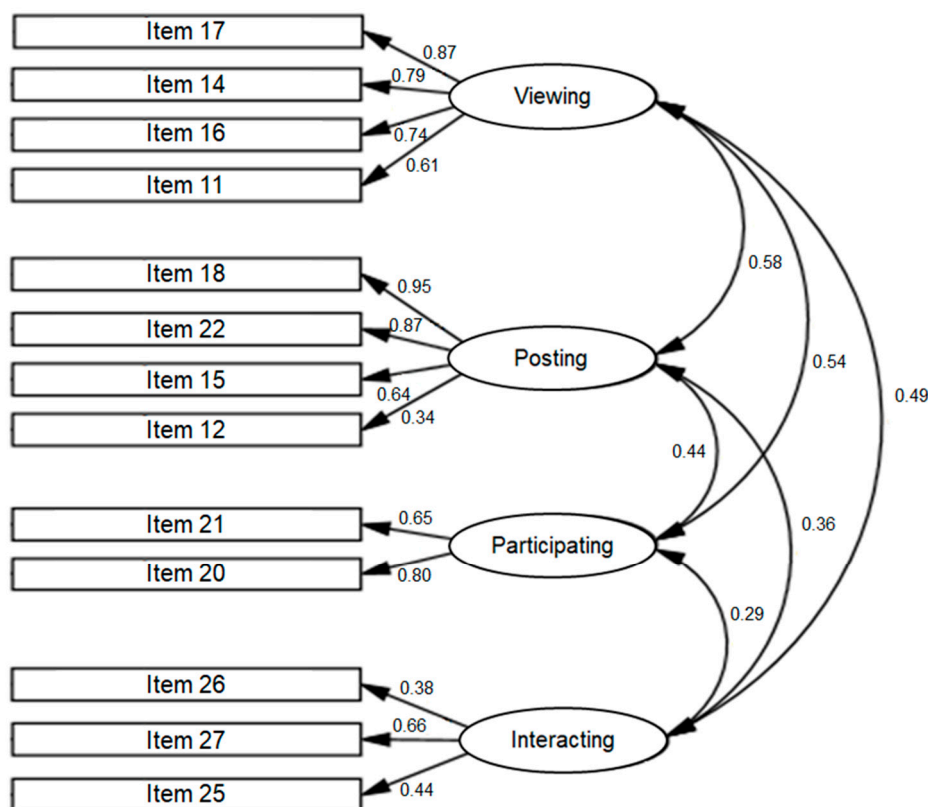 Item 17
0.87
Item 14
0.79
Viewing
Item 16
0.74
Item 11
0.61
0.58
Item 18
0.95
Item 22
0.87
Posting
0.54
Item 15
0.64
0.49
Item 12
0.34
0.44
Item 21
0.65
0.36
Participating
Item 20
0.80
0.29
Item 26
0.38
Item 27
0.66
Interacting
Item 25
0.44